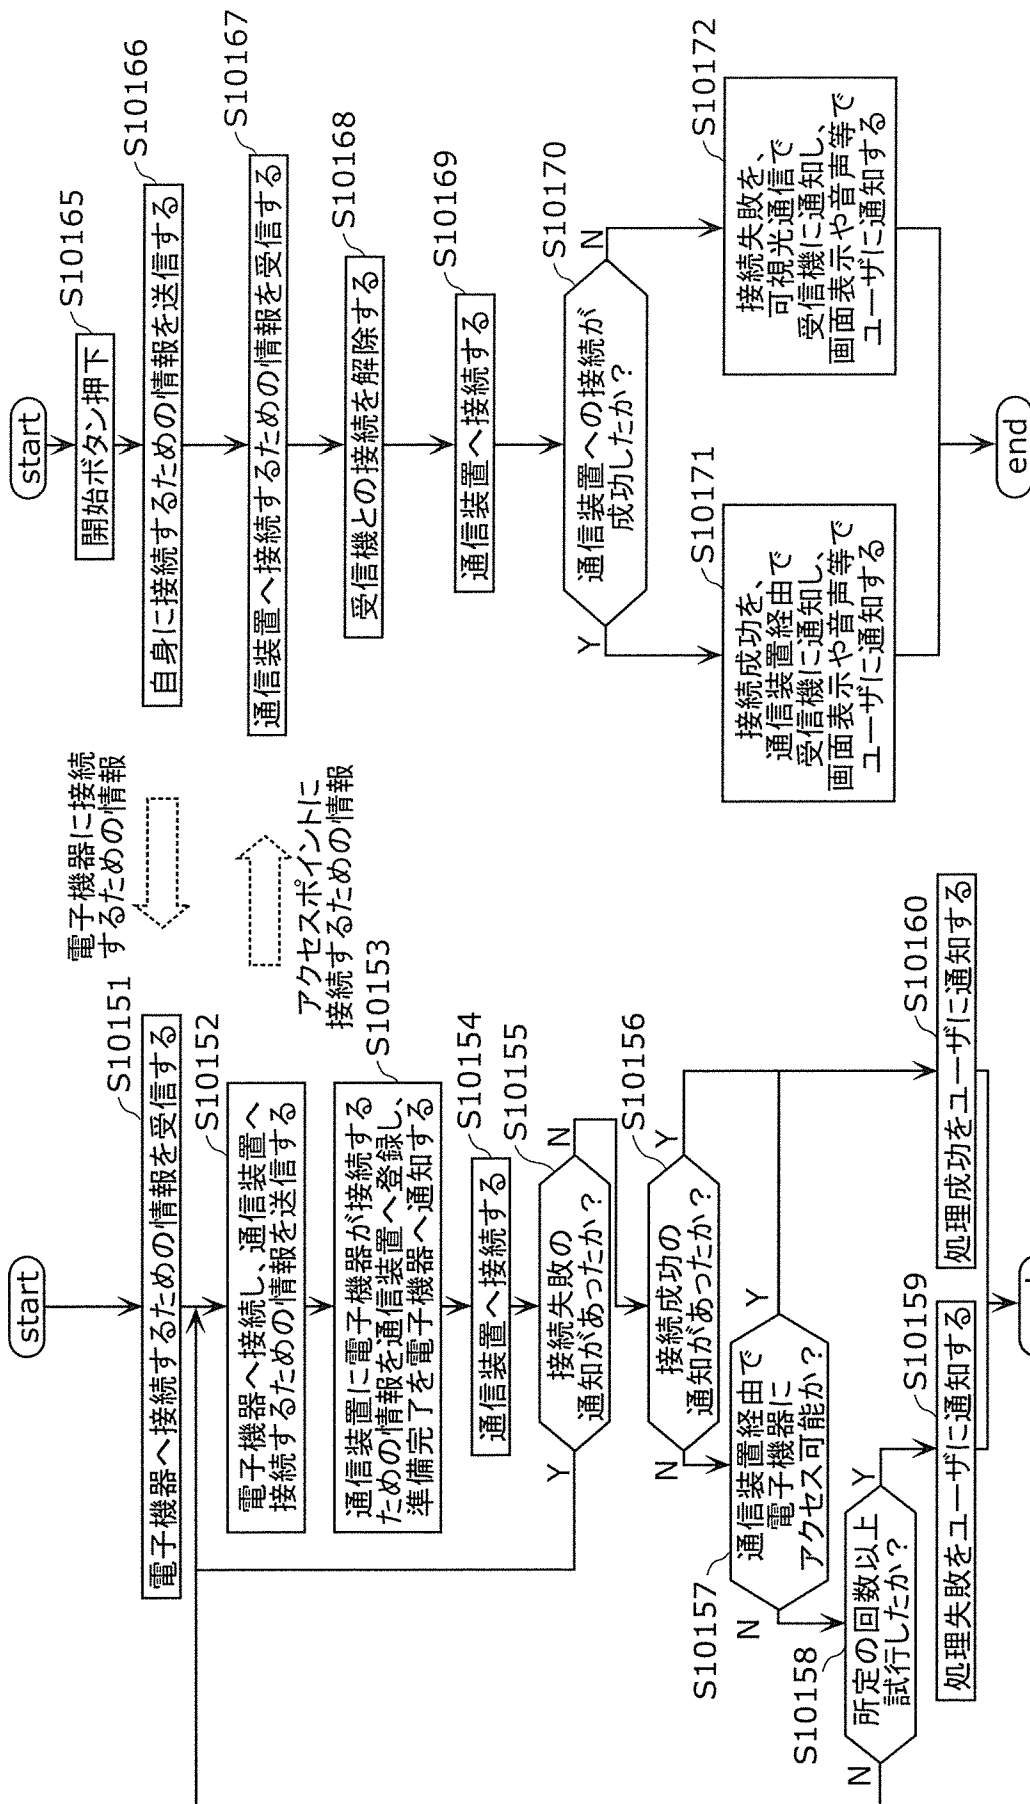 start
電子機器へ接続するための情報を受信する
S10151
電子機器へ接続し、通信装置へ
接続するための情報を送信する
S10152
通信装置に電子機器が接続する
ための情報を通信装置へ登録し、
準備完了を電子機器へ通知する
S10153
通信装置へ接続する
S10154
接続失敗の
通知があったか？
S10155
Y
N
接続成功の
通知があったか？
S10156
N
Y
通信装置経由で
電子機器に
アクセス可能か？
S10157
N
Y
所定の回数以上
試行したか？
S10158
N
Y
処理失敗をユーザに通知する
S10159
処理成功をユーザに通知する
S10160
電子機器に接続
するための情報
アクセスポイントに
接続するための情報
start
開始ボタン押下
S10165
自身に接続するための情報を送信する
S10166
通信装置へ接続するための情報を受信する
S10167
受信機との接続を解除する
S10168
通信装置へ接続する
S10169
通信装置への接続が
成功したか？
S10170
Y
N
接続成功を、
通信装置経由で
受信機に通知し、
画面表示や音声等で
ユーザに通知する
S10171
接続失敗を、
可視光通信で
受信機に通知し、
画面表示や音声等で
ユーザに通知する
S10172
end